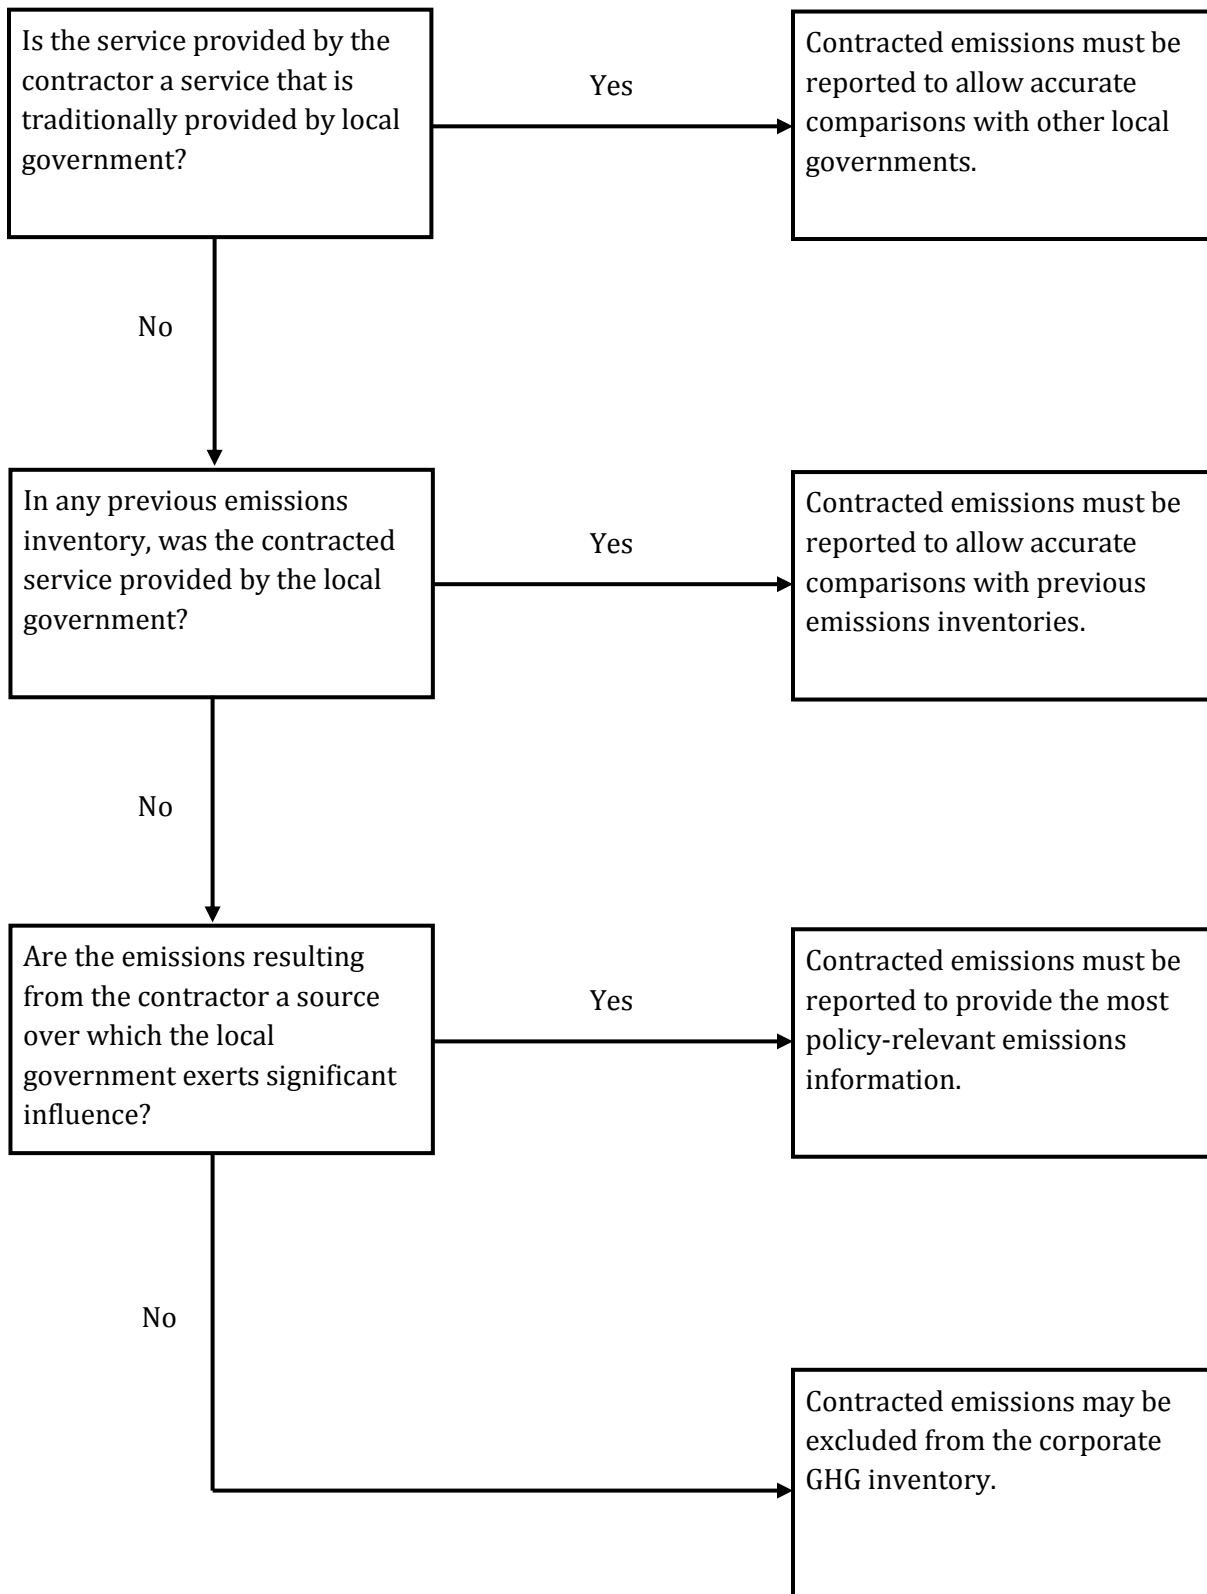 Is the service provided by the
contractor a service that is
traditionally provided by local
government?
Yes
Contracted emissions must be
reported to allow accurate
comparisons with other local
governments.
No
In any previous emissions
inventory, was the contracted
service provided by the local
government?
Yes
Contracted emissions must be
reported to allow accurate
comparisons with previous
emissions inventories.
No
Are the emissions resulting
from the contractor a source
over which the local
government exerts significant
influence?
Yes
Contracted emissions must be
reported to provide the most
policy-relevant emissions
information.
No
Contracted emissions may be
excluded from the corporate
GHG inventory.